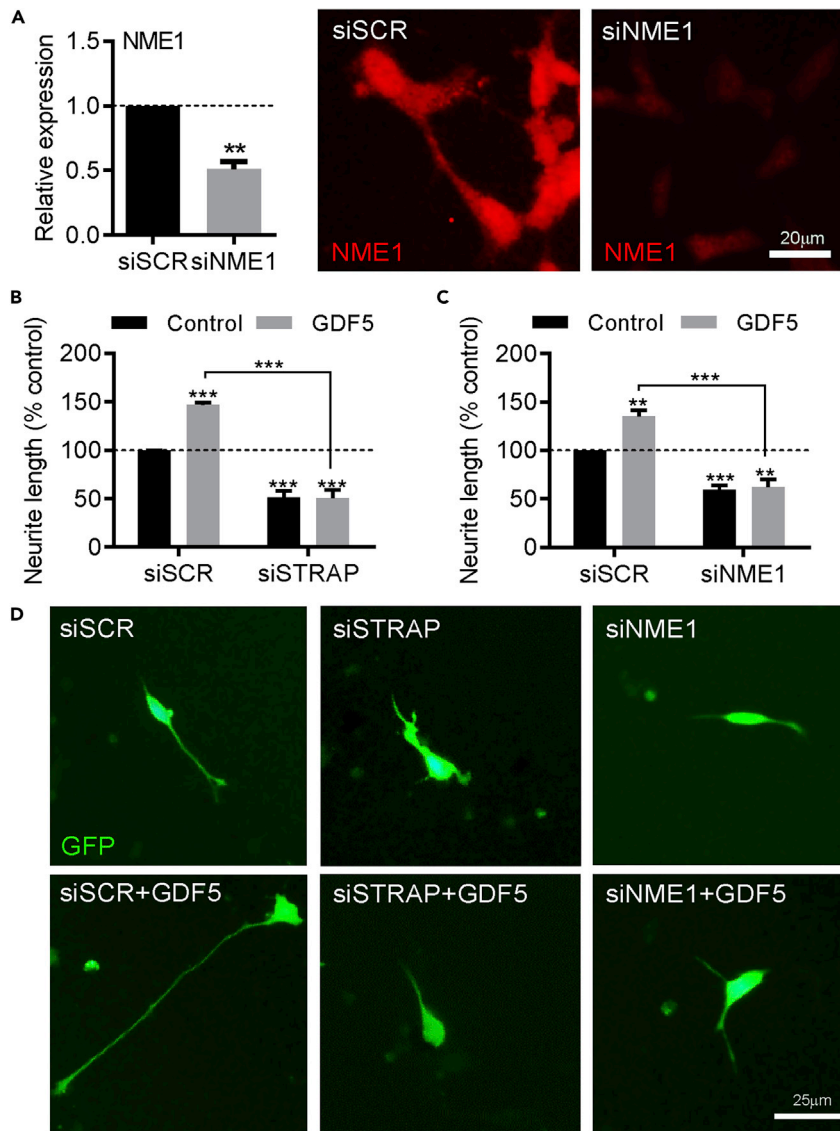 A
NME1
Relative expression
1.5
1.0
0.5
0.0
**
siSCR siNME1
siSCR
NME1
siNME1
NME1
20μm
B
Control GDF5
Neurite length (% control)
200
150
100
50
0
***
***
*** ***
siSCR siSTRAP
C
Control GDF5
Neurite length (% control)
200
150
100
50
0
***
**
*** **
siSCR siNME1
D
siSCR
GFP
siSTRAP
siNME1
siSCR+GDF5
siSTRAP+GDF5
siNME1+GDF5
25μm